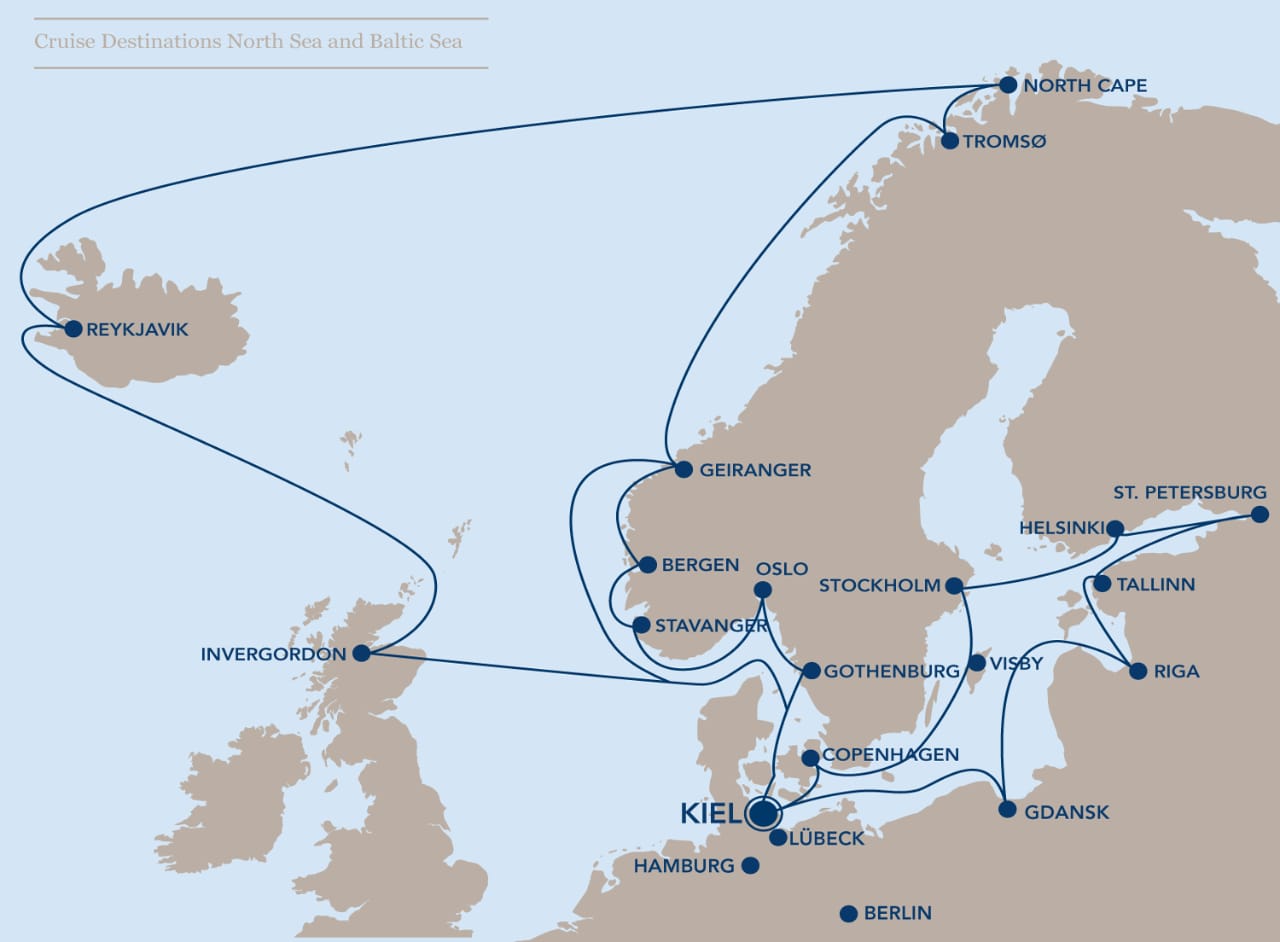 Cruise Destinations North Sea and Baltic Sea
NORTH CAPE
TROMSØ
REYKJAVIK
GEIRANGER
ST. PETERSBURG
HELSINKI
BERGEN
OSLO
STOCKHOLM
TALLINN
STAVANGER
INVERGORDON
GOTHENBURG
VISBY
RIGA
COPENHAGEN
KIEL
GDANSK
LÜBECK
HAMBURG
BERLIN